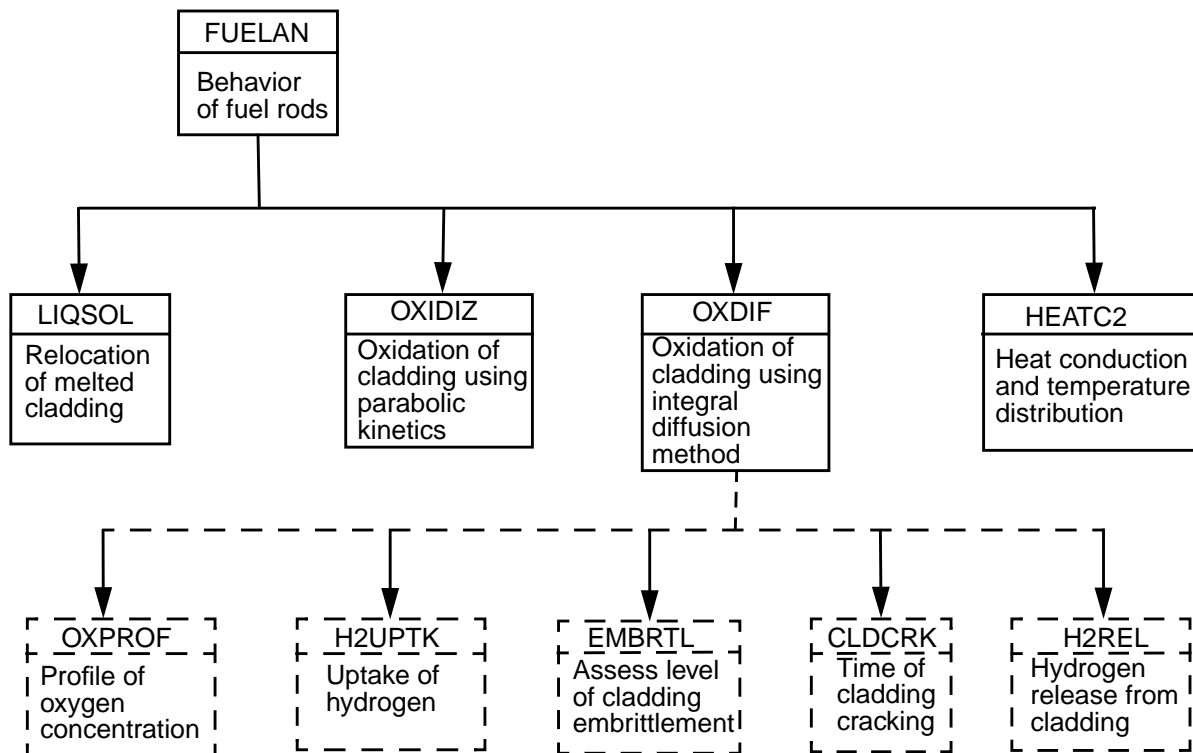 FUELAN
Behavior
of fuel rods
LIQSOL
Relocation
of melted
cladding
OXIDIZ
Oxidation of
cladding using
parabolic
kinetics
OXDIF
Oxidation of
cladding using
integral
diffusion
method
HEATC2
Heat conduction
and temperature
distribution
OXPROF
Profile of
oxygen
concentration
H2UPTK
Uptake of
hydrogen
EMBRTL
Assess level
of cladding
embrittlement
CLDCRK
Time of
cladding
cracking
H2REL
Hydrogen
release from
cladding